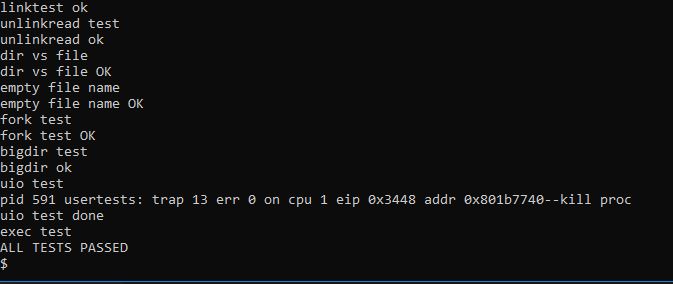 linktest ok
unlinkread test
unlinkread ok
dir vs file
dir vs file OK
empty file name
empty file name OK
fork test
fork test OK
bigdir test
bigdir ok
uio test
pid 591 usertests: trap 13 err 0 on cpu 1 eip 0x3448 addr 0x801b7740--kill proc
uio test done
exec test
ALL TESTS PASSED
$